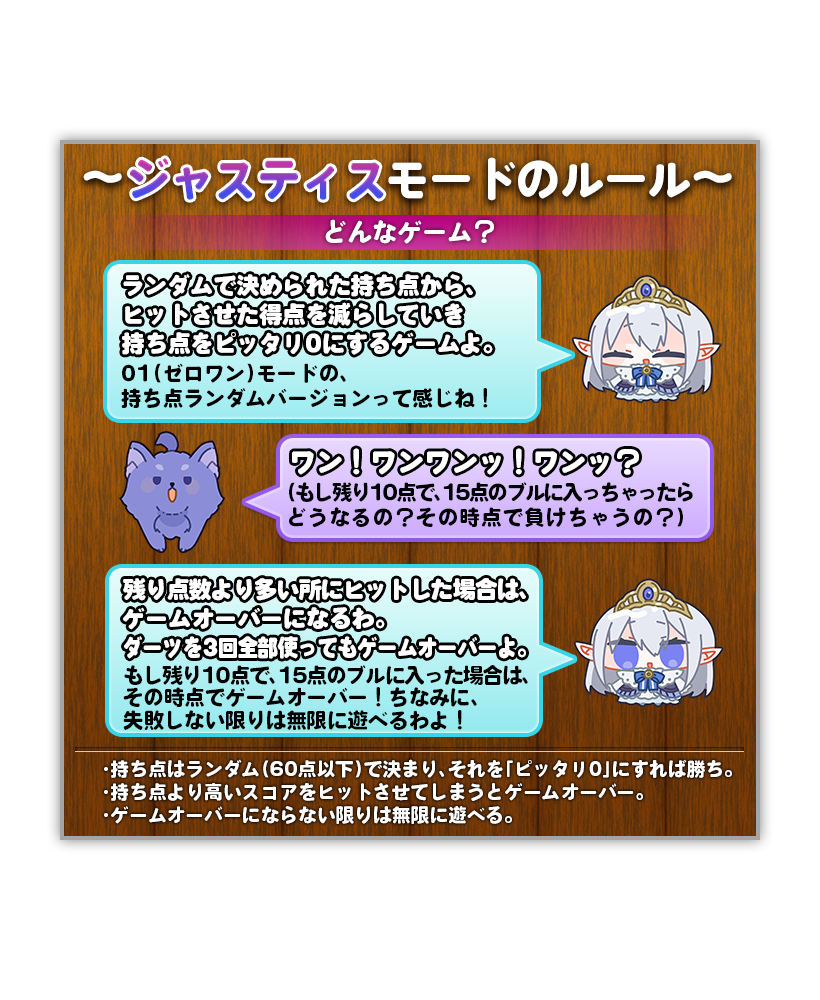 ～ジャスティスモードのルール～
どんなゲーム？
ランダムで決められた持ち点から、
ヒットさせた得点を減らしていき
持ち点をピッタリ0にするゲームよ。
01（ゼロワン）モードの、
持ち点ランダムバージョンって感じね！
ワン！ワンワンッ！ワンッ？
（もし残り10点で、15点のブルに入っちゃったら
どうなるの？その時点で負けちゃうの？）
残り点数より多い所にヒットした場合は、
ゲームオーバーになるわ。
ダーツを3回全部使ってもゲームオーバーよ。
もし残り10点で、15点のブルに入った場合は、
その時点でゲームオーバー！ちなみに、
失敗しない限りは無限に遊べるわよ！
・持ち点はランダム（60点以下）で決まり、それを「ピッタリ0」にすれば勝ち。
・持ち点より高いスコアをヒットさせてしまうとゲームオーバー。
・ゲームオーバーにならない限りは無限に遊べる。